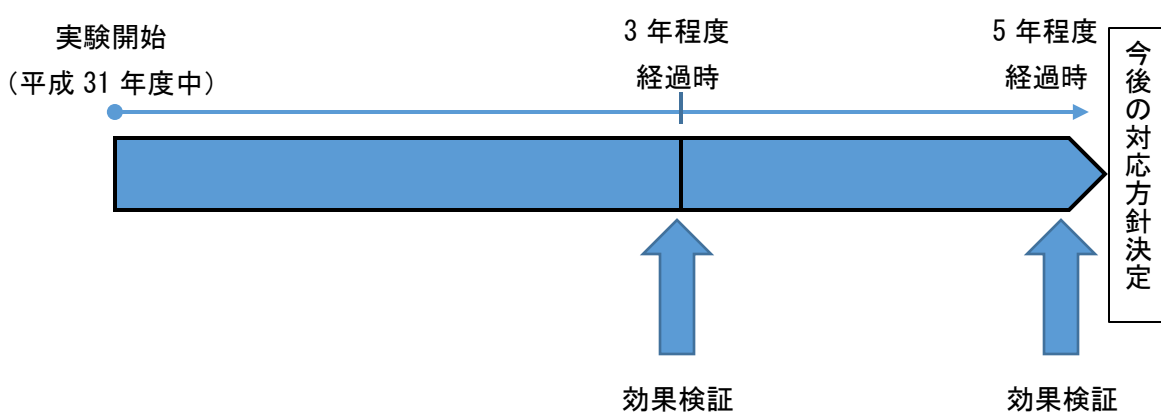 実験開始
（平成 31 年度中）
3 年程度
経過時
5 年程度
経過時
今後の対応方針決定
効果検証
効果検証